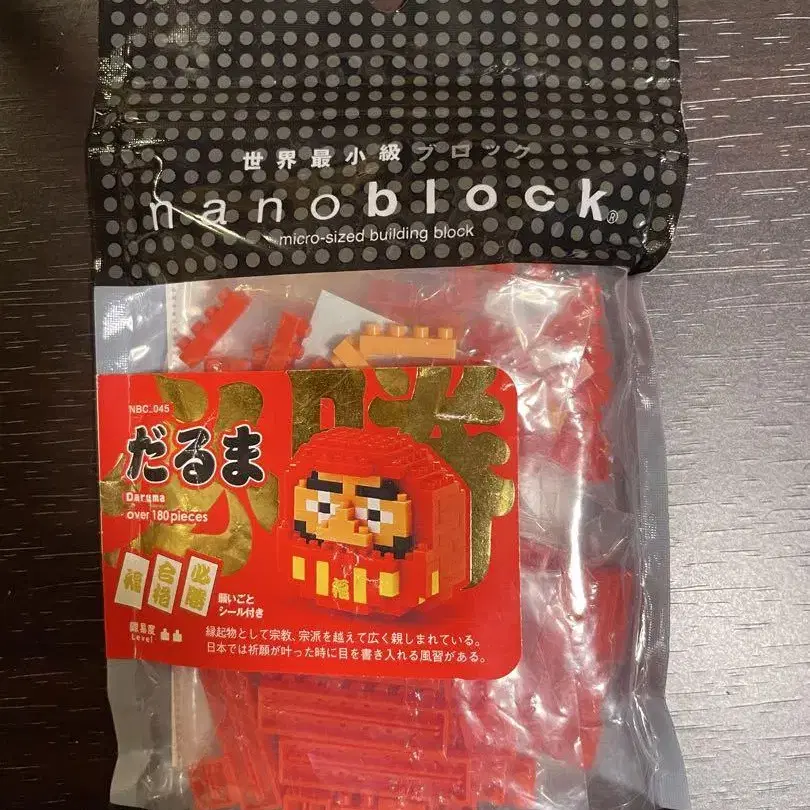 世界最小級ブロック
nanoblock®
micro-sized building block
必勝
NBC_045
だるま
Daruma
over 180 pieces
福
合格
必勝
願いごと
シール付き
福
難易度
Level
縁起物として宗教、宗派を越えて広く親しまれている。
日本では祈願が叶った時に目を書き入れる風習がある。